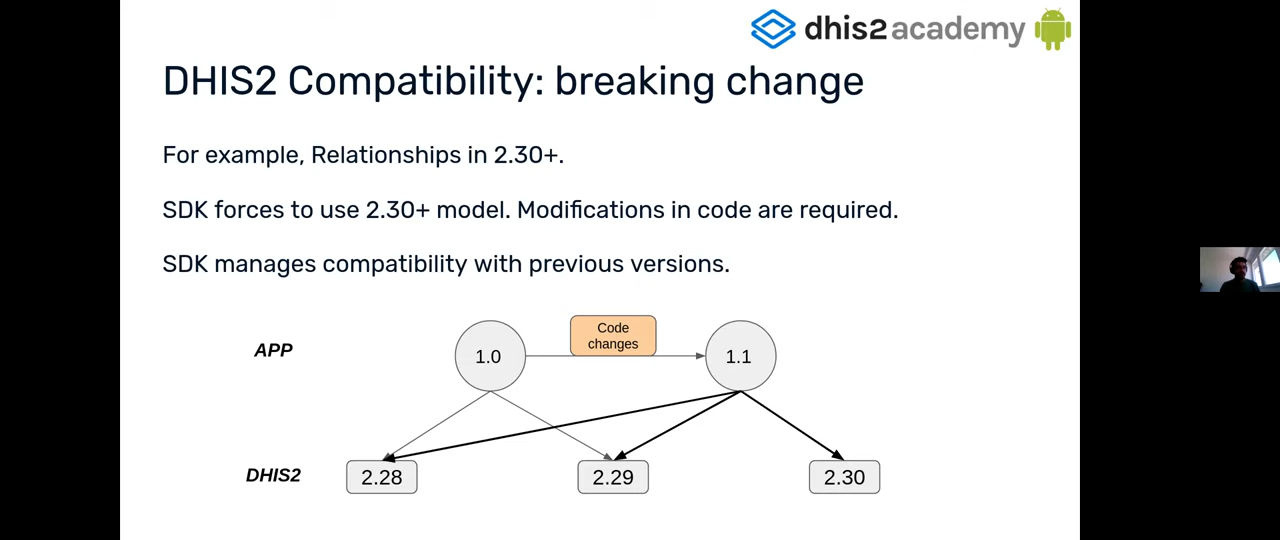 dhis2 academy
DHIS2 Compatibility: breaking change
For example, Relationships in 2.30+.
SDK forces to use 2.30+ model. Modifications in code are required.
SDK manages compatibility with previous versions.
APP
1.0
Code
changes
1.1
DHIS2
2.28
2.29
2.30